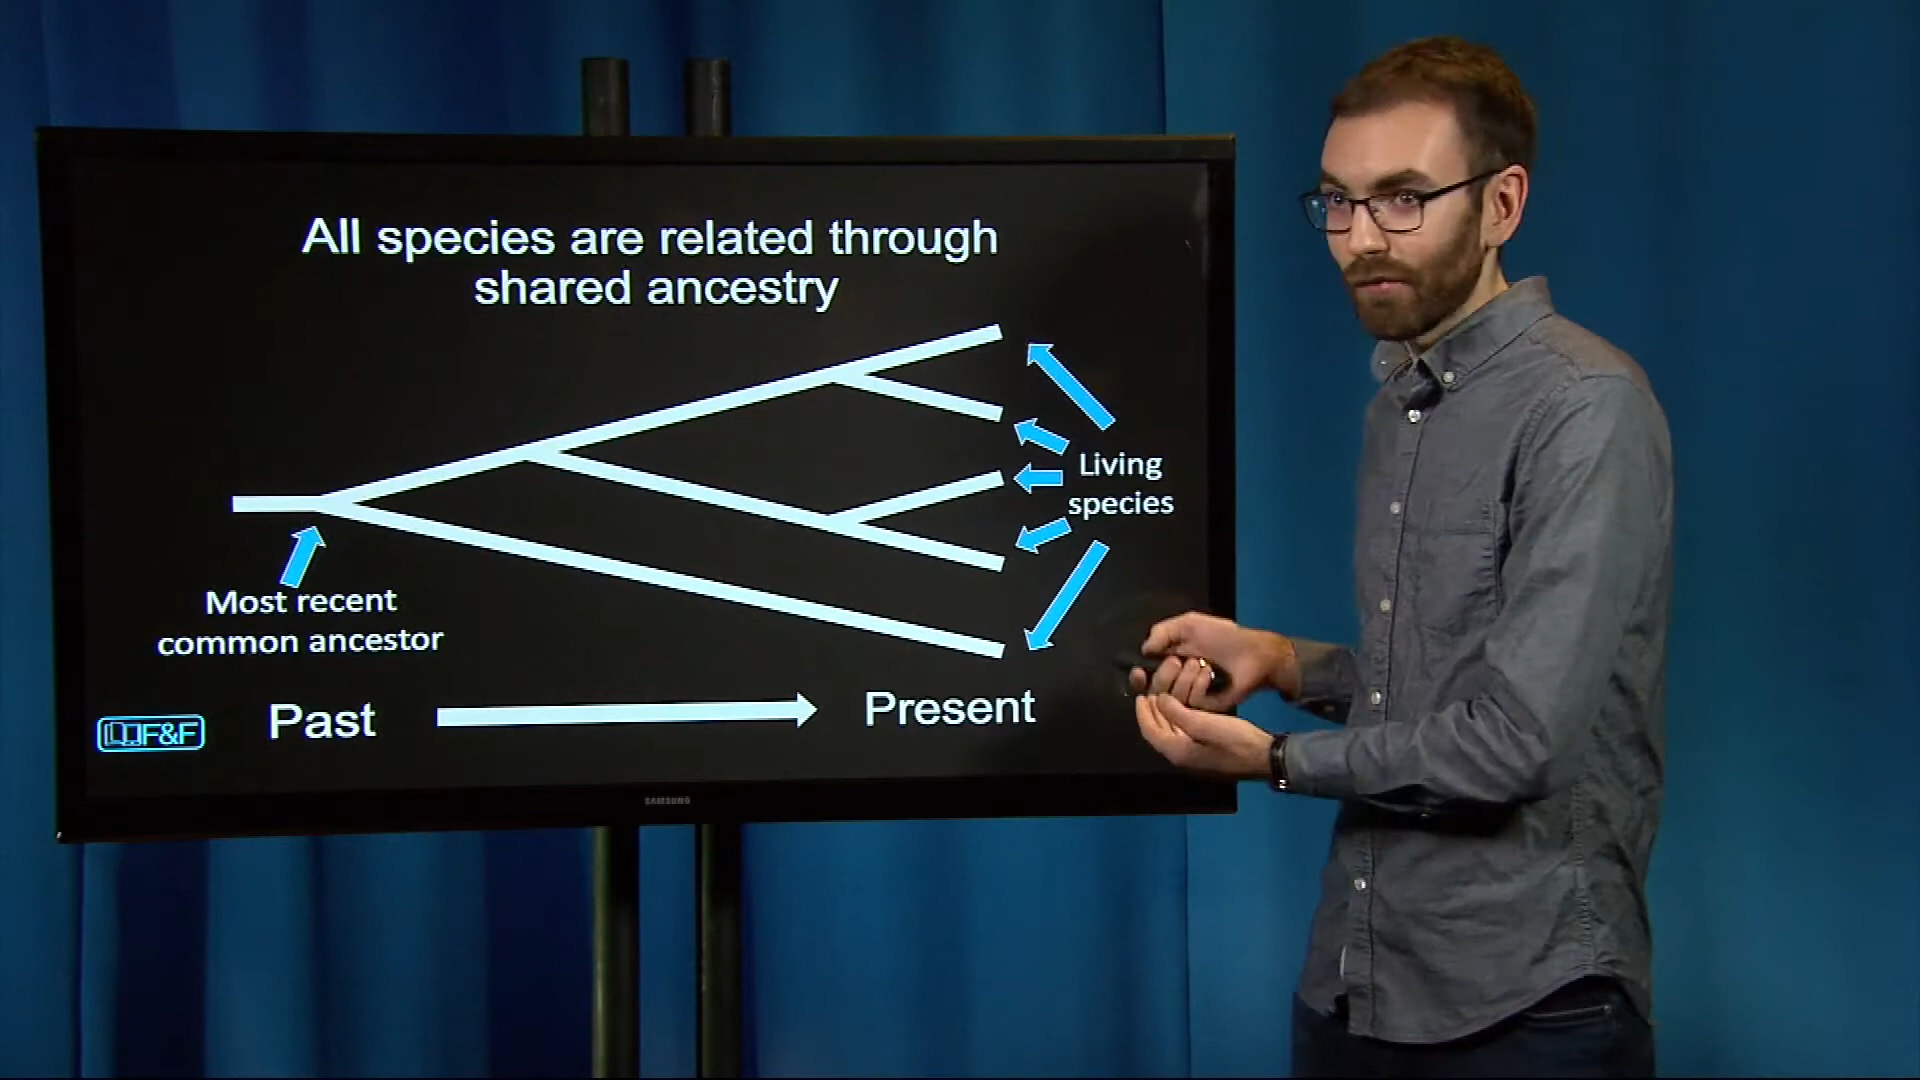 All species are related through
shared ancestry
Living
species
Most recent
common ancestor
Past
Present
F&F
SAMSUNG